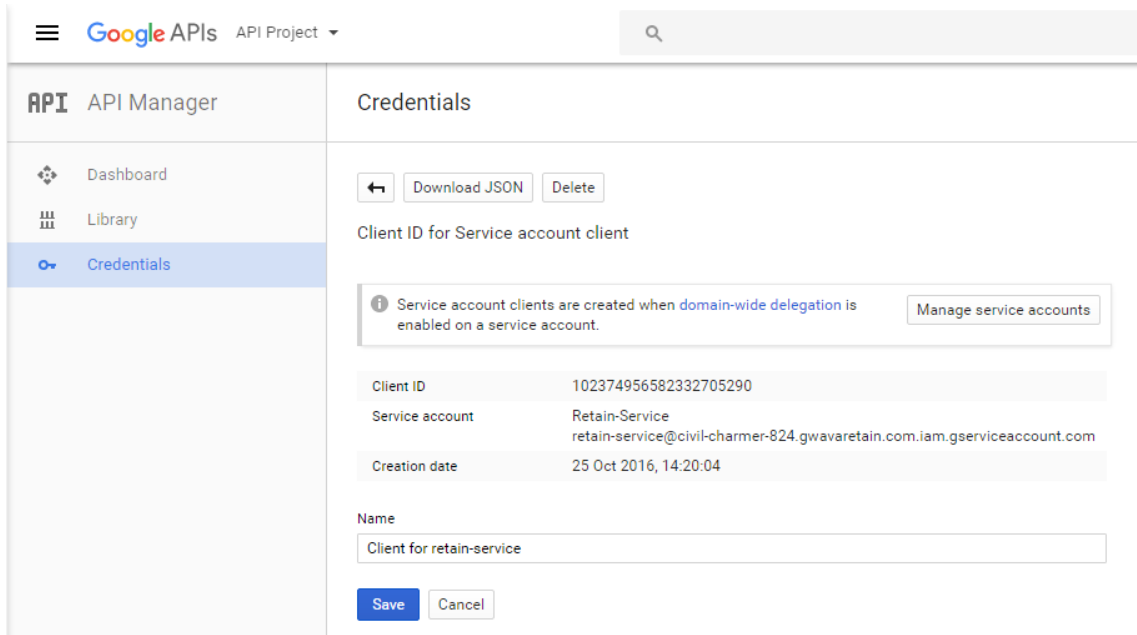 Google APIs API Project
API API Manager
Credentials
Dashboard
Library
Credentials
Download JSON Delete
Client ID for Service account client
Service account clients are created when domain-wide delegation is
enabled on a service account.
Manage service accounts
Client ID 102374956582332705290
Service account Retain-Service
retain-service@civil-charmer-824.gwavaretain.com.iam.gserviceaccount.com
Creation date 25 Oct 2016, 14:20:04
Name
Client for retain-service
Save Cancel